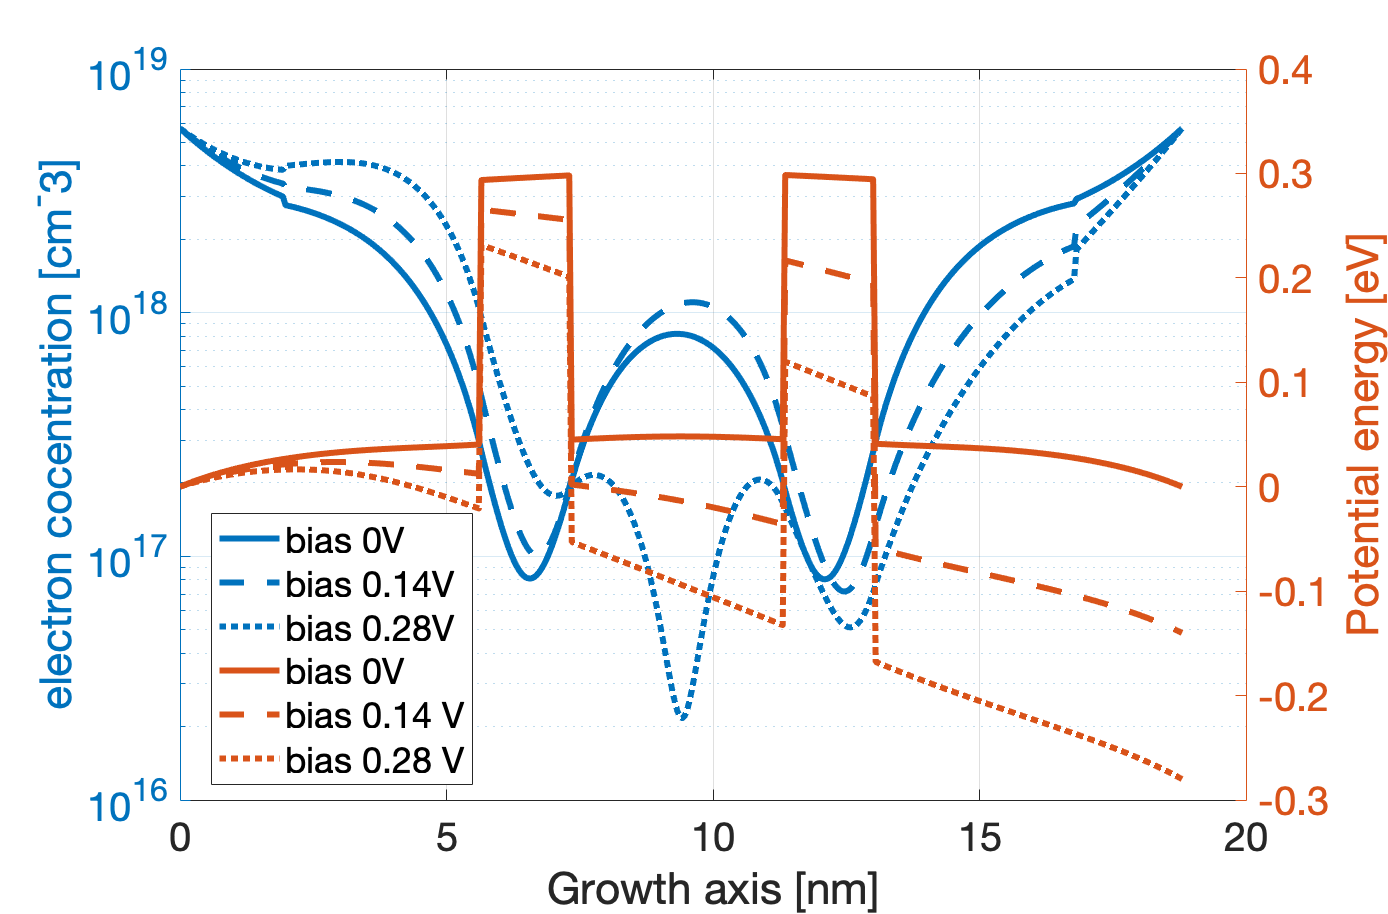 10^19
10^18
10^17
10^16
electron cocentration [cm^-3]
0.4
0.3
0.2
0.1
0
-0.1
-0.2
-0.3
Potential energy [eV]
bias 0V
bias 0.14V
bias 0.28V
bias 0V
bias 0.14 V
bias 0.28 V
0 5 10 15 20
Growth axis [nm]